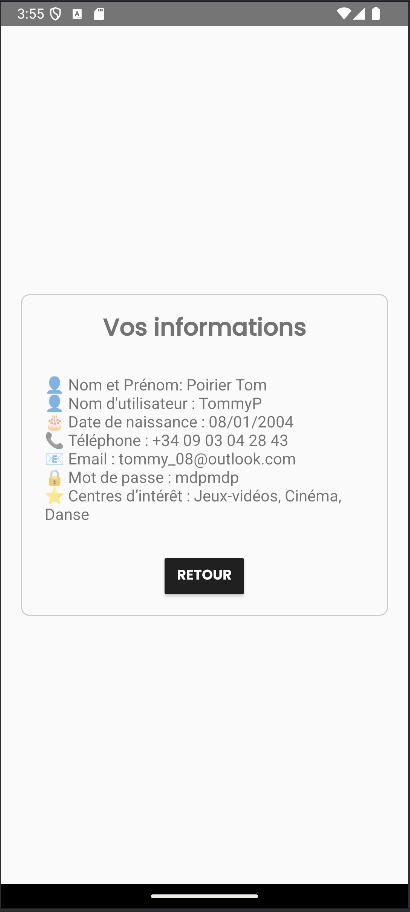 3:55
Vos informations
👤 Nom et Prénom: Poirier Tom
👤 Nom d'utilisateur : TommyP
🎂 Date de naissance : 08/01/2004
📞 Téléphone : +34 09 03 04 28 43
📧 Email : tommy_08@outlook.com
🔒 Mot de passe : mdpmdp
⭐ Centres d'intérêt : Jeux-vidéos, Cinéma,
Danse
RETOUR